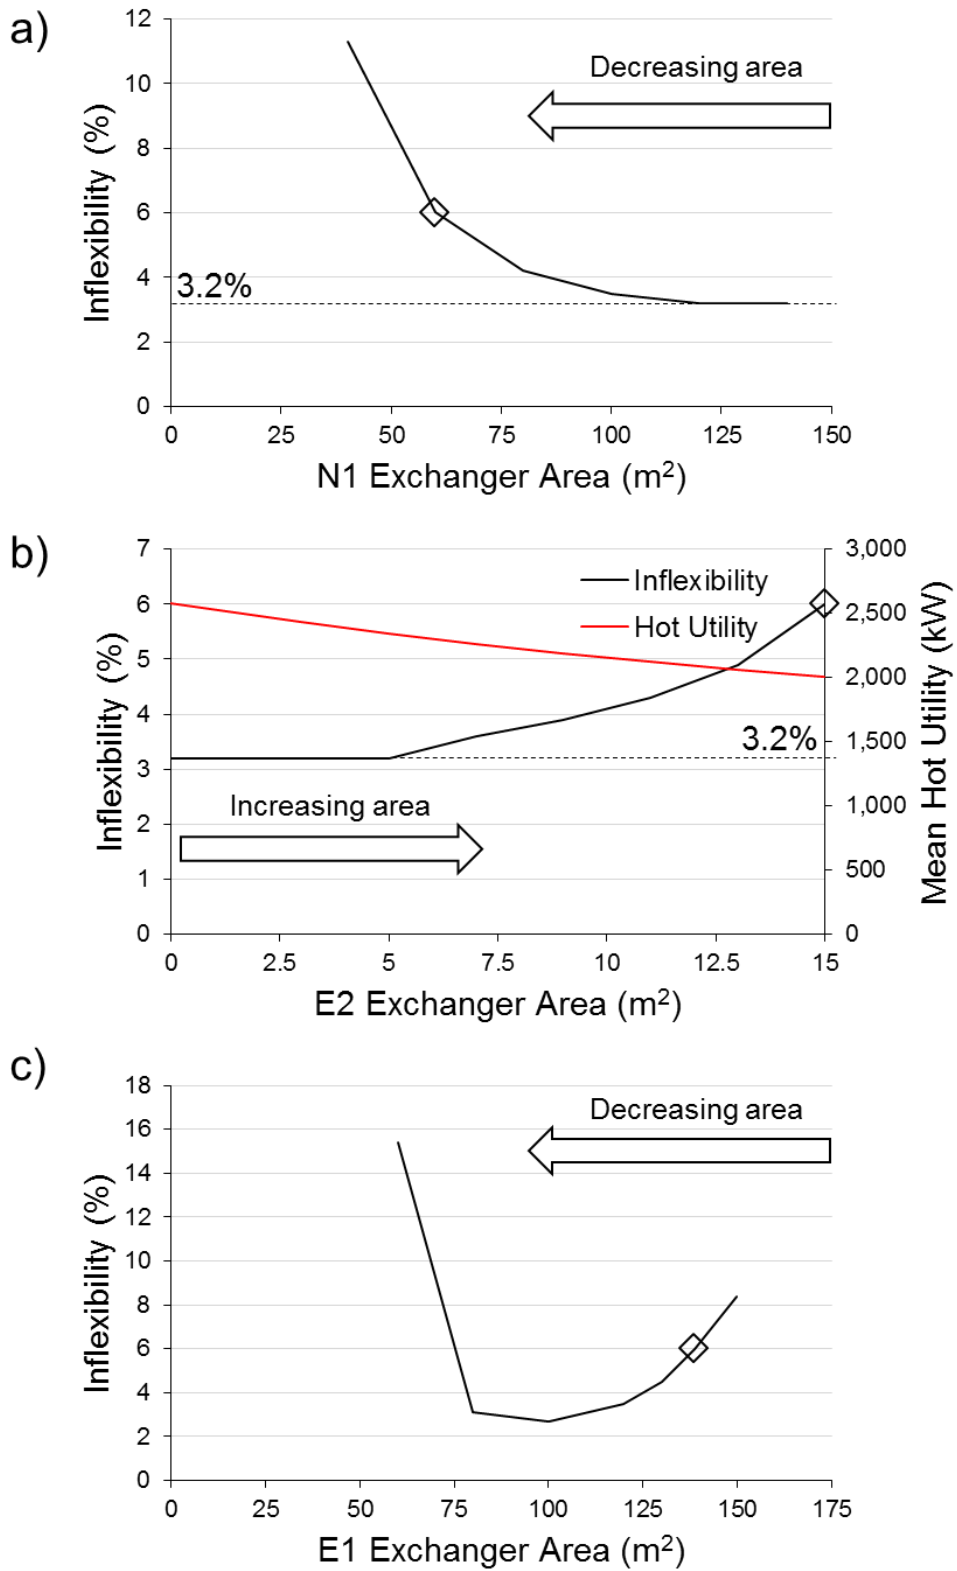 a)
Inflexibility (%)
12
10
8
6
4
2
0
Decreasing area
3.2%
0 25 50 75 100 125 150
N1 Exchanger Area (m²)
b)
Inflexibility (%)
7
6
5
4
3
2
1
0
Inflexibility
Hot Utility
3.2%
Increasing area
3,000
2,500
2,000
1,500
1,000
500
0
Mean Hot Utility (kW)
0 2.5 5 7.5 10 12.5 15
E2 Exchanger Area (m²)
c)
Inflexibility (%)
18
16
14
12
10
8
6
4
2
0
Decreasing area
0 25 50 75 100 125 150 175
E1 Exchanger Area (m²)